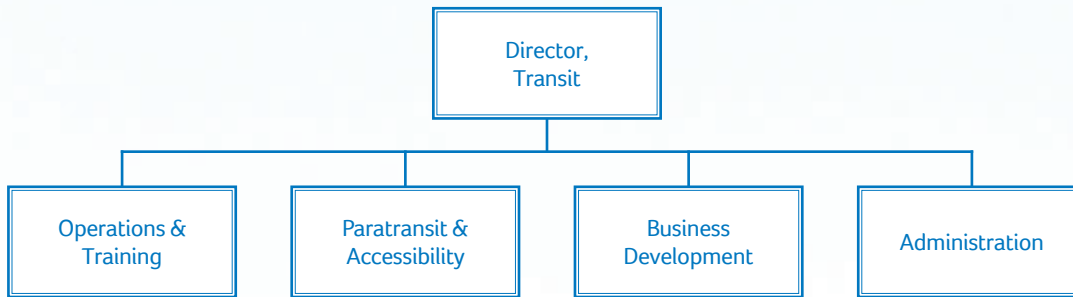 Director,
Transit
Operations &
Training
Paratransit &
Accessibility
Business
Development
Administration